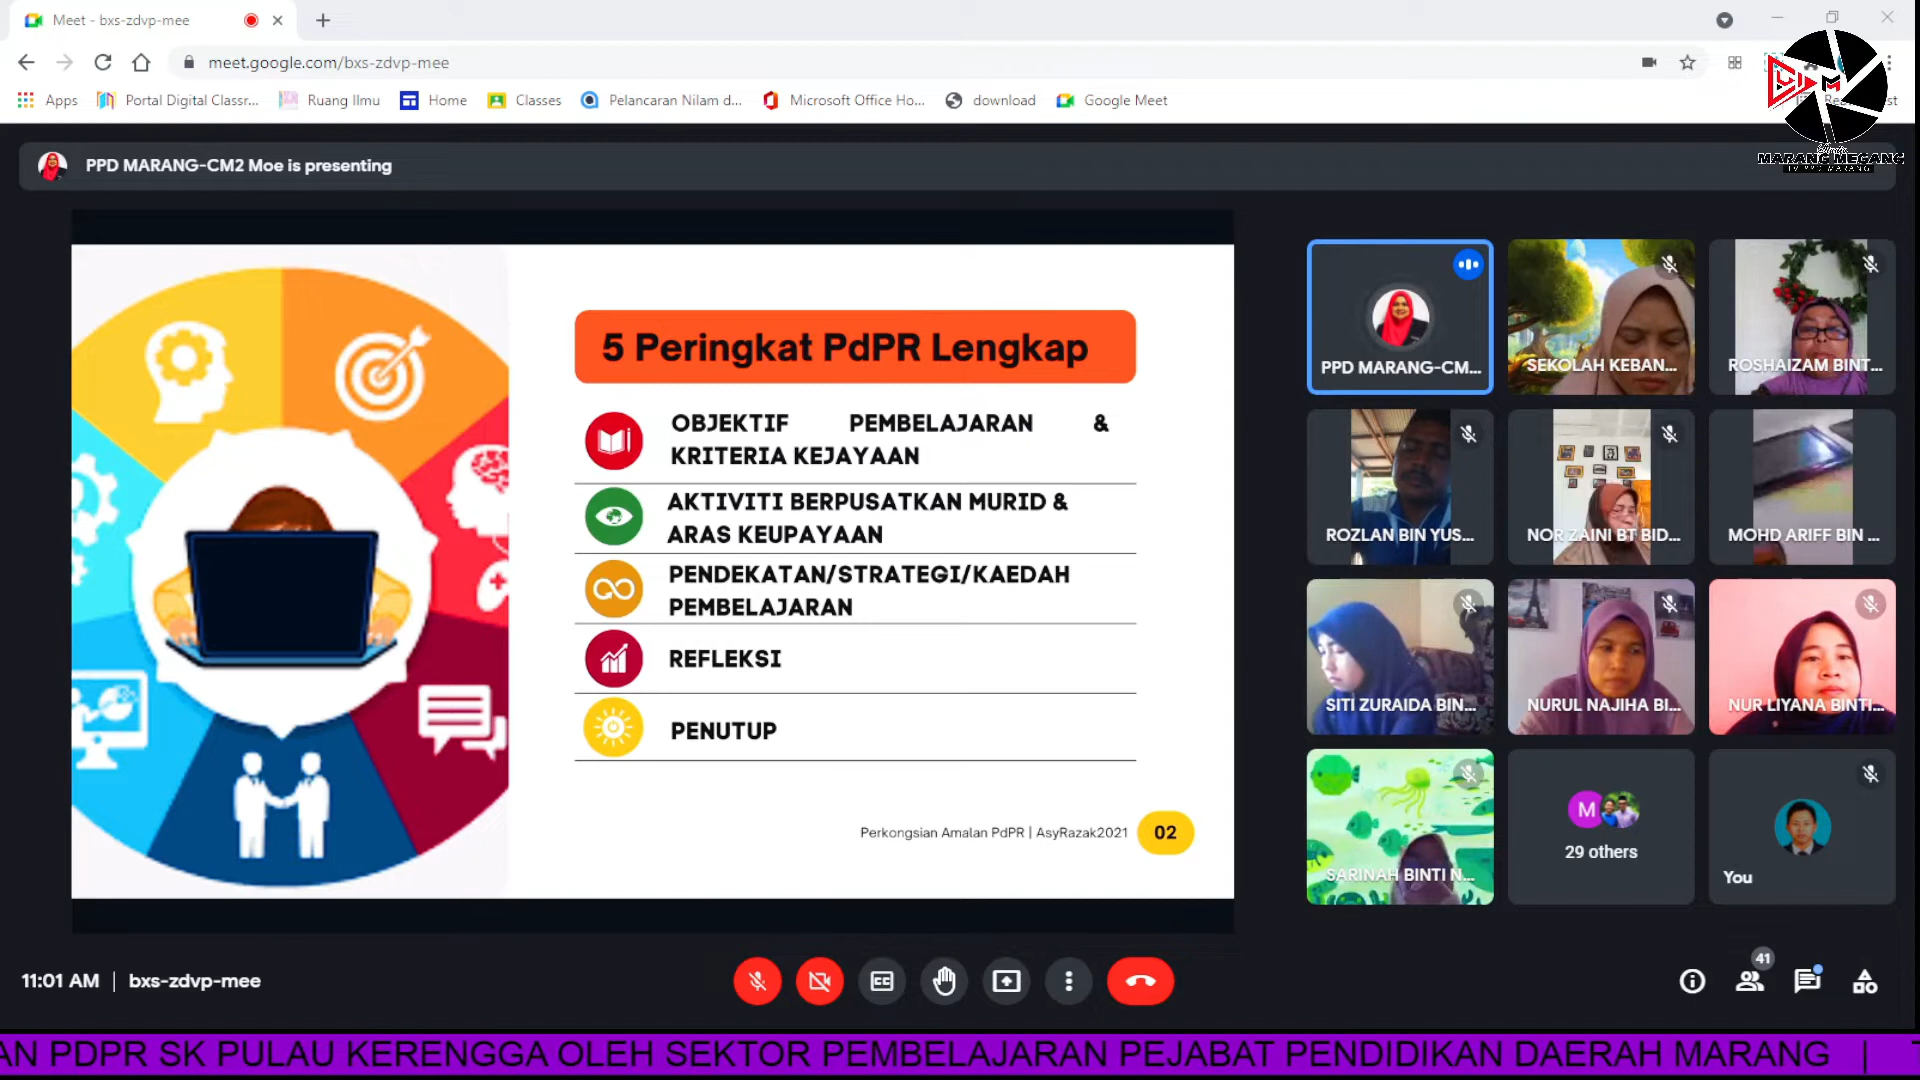 Meet - bxs-zdvp-mee
meet.google.com/bxs-zdvp-mee
Apps
Portal Digital Classr...
Ruang Ilmu
Home
Classes
Pelancaran Nilam d...
Microsoft Office Ho...
download
Google Meet
MARANG MEGANG
TV PPD MARANG
PPD MARANG-CM2 Moe is presenting
5 Peringkat PdPR Lengkap
OBJEKTIF PEMBELAJARAN &
KRITERIA KEJAYAAN
AKTIVITI BERPUSATKAN MURID &
ARAS KEUPAYAAN
PENDEKATAN/STRATEGI/KAEDAH
PEMBELAJARAN
REFLEKSI
PENUTUP
Perkongsian Amalan PdPR | AsyRazak2021
02
PPD MARANG-CM...
SEKOLAH KEBAN...
ROSHAIZAM BINT...
ROZLAN BIN YUS...
NOR ZAINI BT BID...
MOHD ARIFF BIN ...
SITI ZURAIDA BIN...
NURUL NAJIHA BI...
NUR LIYANA BINTI...
SARINAH BINTI N...
M
29 others
You
11:01 AM | bxs-zdvp-mee
CC
41
AN PDPR SK PULAU KERENGGA OLEH SEKTOR PEMBELAJARAN PEJABAT PENDIDIKAN DAERAH MARANG | T